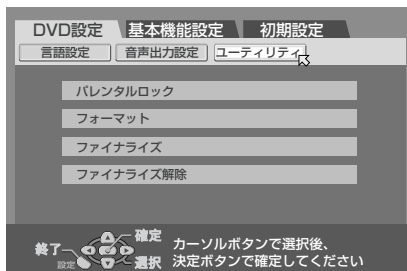 DVD設定 基本機能設定 初期設定
言語設定 音声出力設定 ユーティリティ
パレンタルロック
フォーマット
ファイナライズ
ファイナライズ解除
確定
終了
カーソルボタンで選択後、
設定
選択
決定ボタンで確定してください